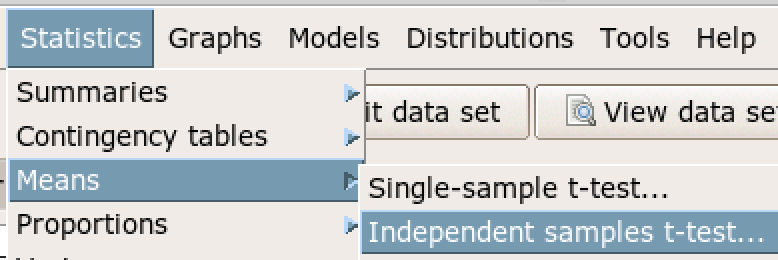 Statistics Graphs Models Distributions Tools Help
Summaries
it data set View data se
Contingency tables
Means
Single-sample t-test...
Proportions
Independent samples t-test...